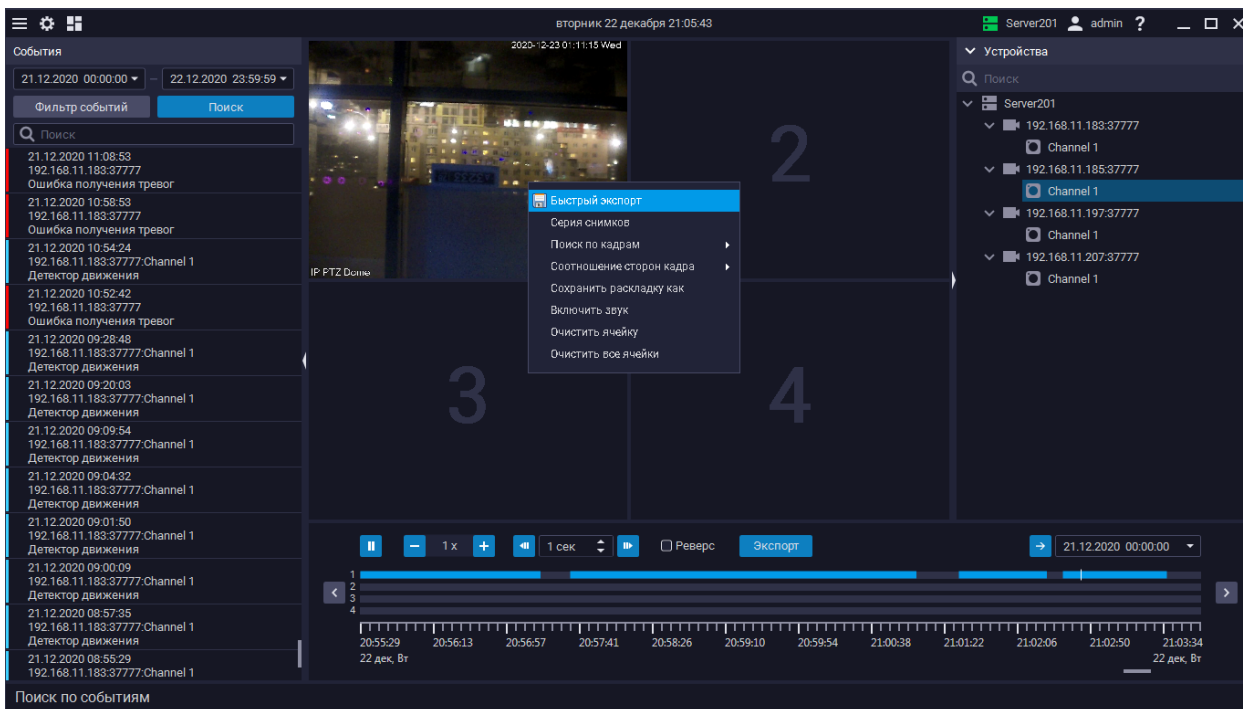 вторник 22 декабря 21:05:43
Server201
admin
?
События
21.12.2020 00:00:00
–
22.12.2020 23:59:59
Фильтр событий
Поиск
Поиск
21.12.2020 11:08:53
192.168.11.183:37777
Ошибка получения тревог
21.12.2020 10:58:53
192.168.11.183:37777
Ошибка получения тревог
21.12.2020 10:54:24
192.168.11.183:37777:Channel 1
Детектор движения
21.12.2020 10:52:42
192.168.11.183:37777
Ошибка получения тревог
21.12.2020 09:28:48
192.168.11.183:37777:Channel 1
Детектор движения
21.12.2020 09:20:03
192.168.11.183:37777:Channel 1
Детектор движения
21.12.2020 09:09:54
192.168.11.183:37777:Channel 1
Детектор движения
21.12.2020 09:04:32
192.168.11.183:37777:Channel 1
Детектор движения
21.12.2020 09:01:50
192.168.11.183:37777:Channel 1
Детектор движения
21.12.2020 09:00:09
192.168.11.183:37777:Channel 1
Детектор движения
21.12.2020 08:57:35
192.168.11.183:37777:Channel 1
Детектор движения
21.12.2020 08:55:29
192.168.11.183:37777:Channel 1
2020-12-23 01:11:15 Wed
IP PTZ Dome
2
3
4
Быстрый экспорт
Серия снимков
Поиск по кадрам
Соотношение сторон кадра
Сохранить раскладку как
Включить звук
Очистить ячейку
Очистить все ячейки
Устройства
Поиск
Server201
192.168.11.183:37777
Channel 1
192.168.11.185:37777
Channel 1
192.168.11.197:37777
Channel 1
192.168.11.207:37777
Channel 1
1 x
1 сек
Реверс
Экспорт
21.12.2020 00:00:00
1
2
3
4
20:55:29 20:56:13 20:56:57 20:57:41 20:58:26 20:59:10 20:59:54 21:00:38 21:01:22 21:02:06 21:02:50 21:03:34
22 дек, Вт 22 дек, Вт
Поиск по событиям